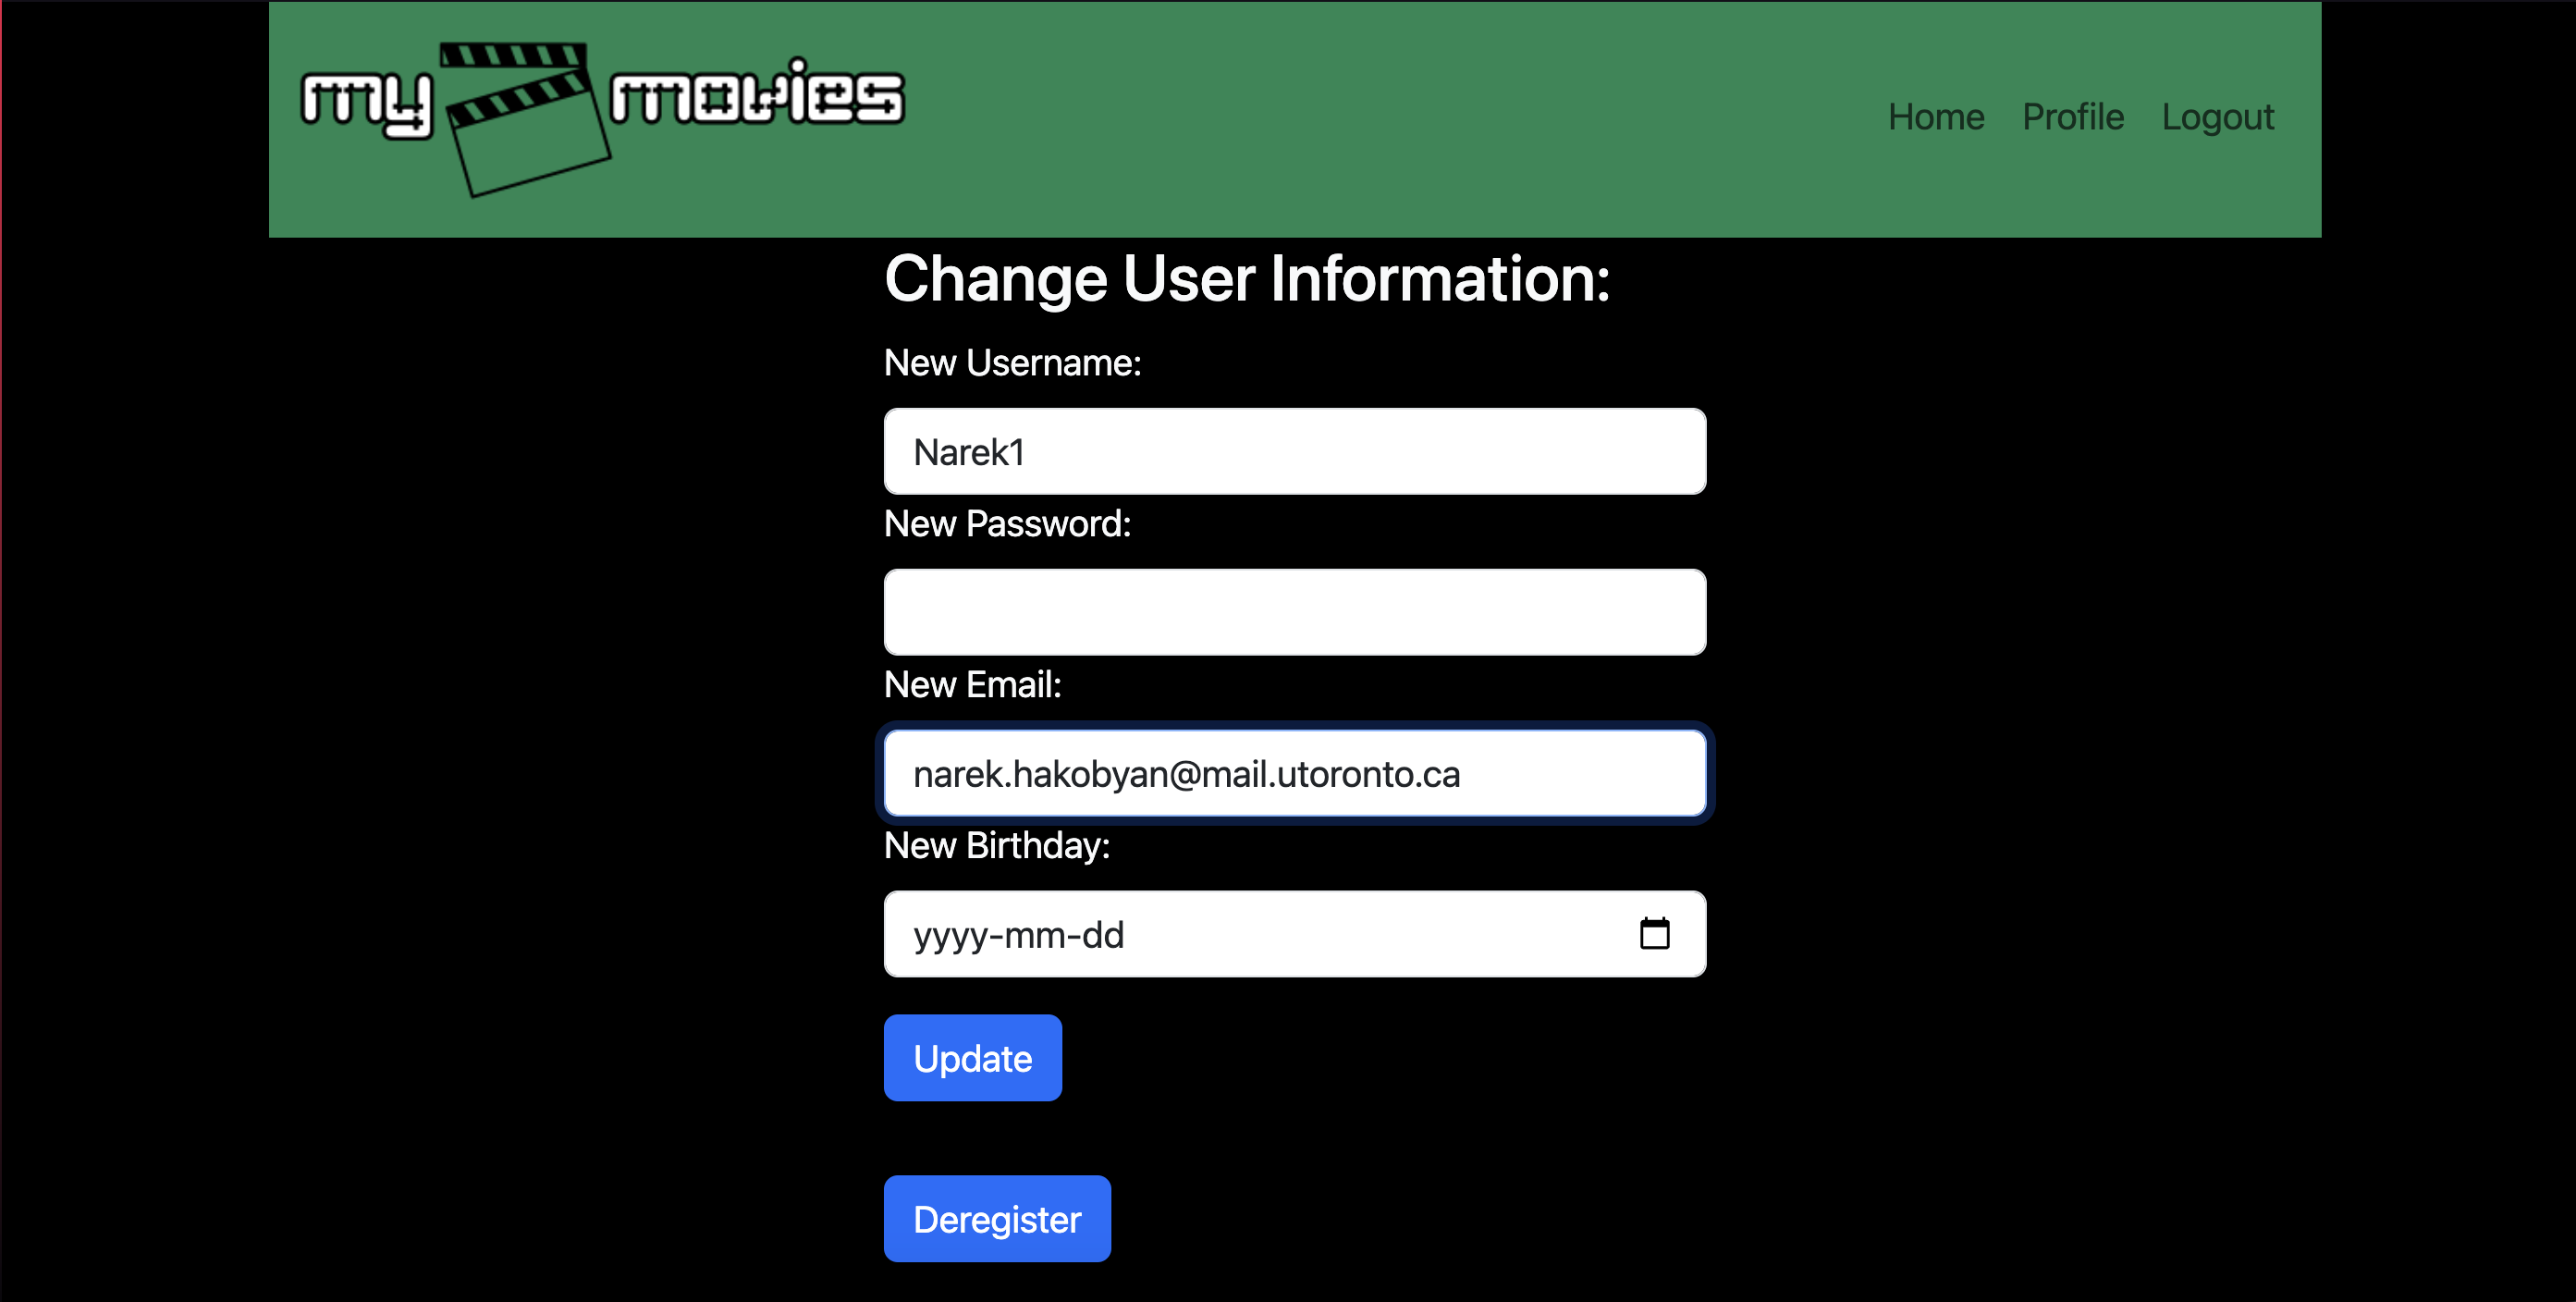 my movies
Home Profile Logout
Change User Information:
New Username:
Narek1
New Password:
New Email:
narek.hakobyan@mail.utoronto.ca
New Birthday:
yyyy-mm-dd
Update
Deregister